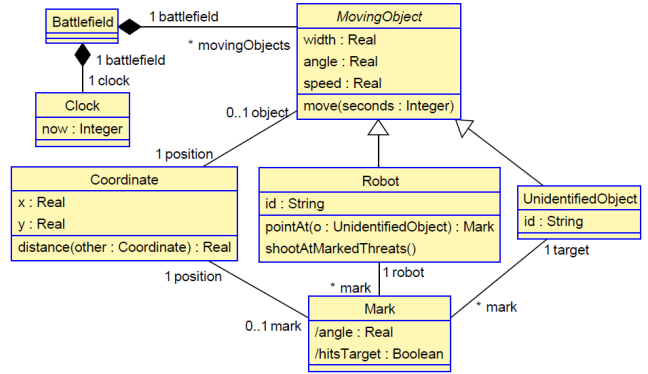 Battlefield
1 battlefield
* movingObjects
MovingObject
width : Real
angle : Real
speed : Real
move(seconds : Integer)
1 battlefield
1 clock
Clock
now : Integer
0..1 object
1 position
Coordinate
x : Real
y : Real
distance(other : Coordinate) : Real
Robot
id : String
pointAt(o : UnidentifiedObject) : Mark
shootAtMarkedThreats()
UnidentifiedObject
id : String
1 position
1 robot
1 target
* mark
* mark
0..1 mark
Mark
/angle : Real
/hitsTarget : Boolean